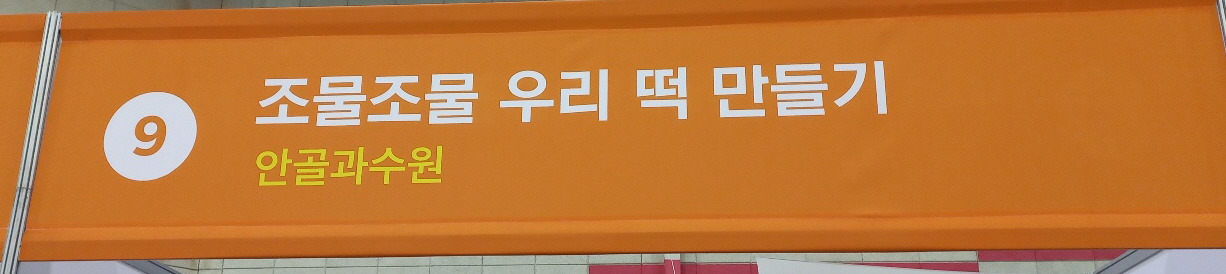 9
조물조물 우리 떡 만들기
안골과수원